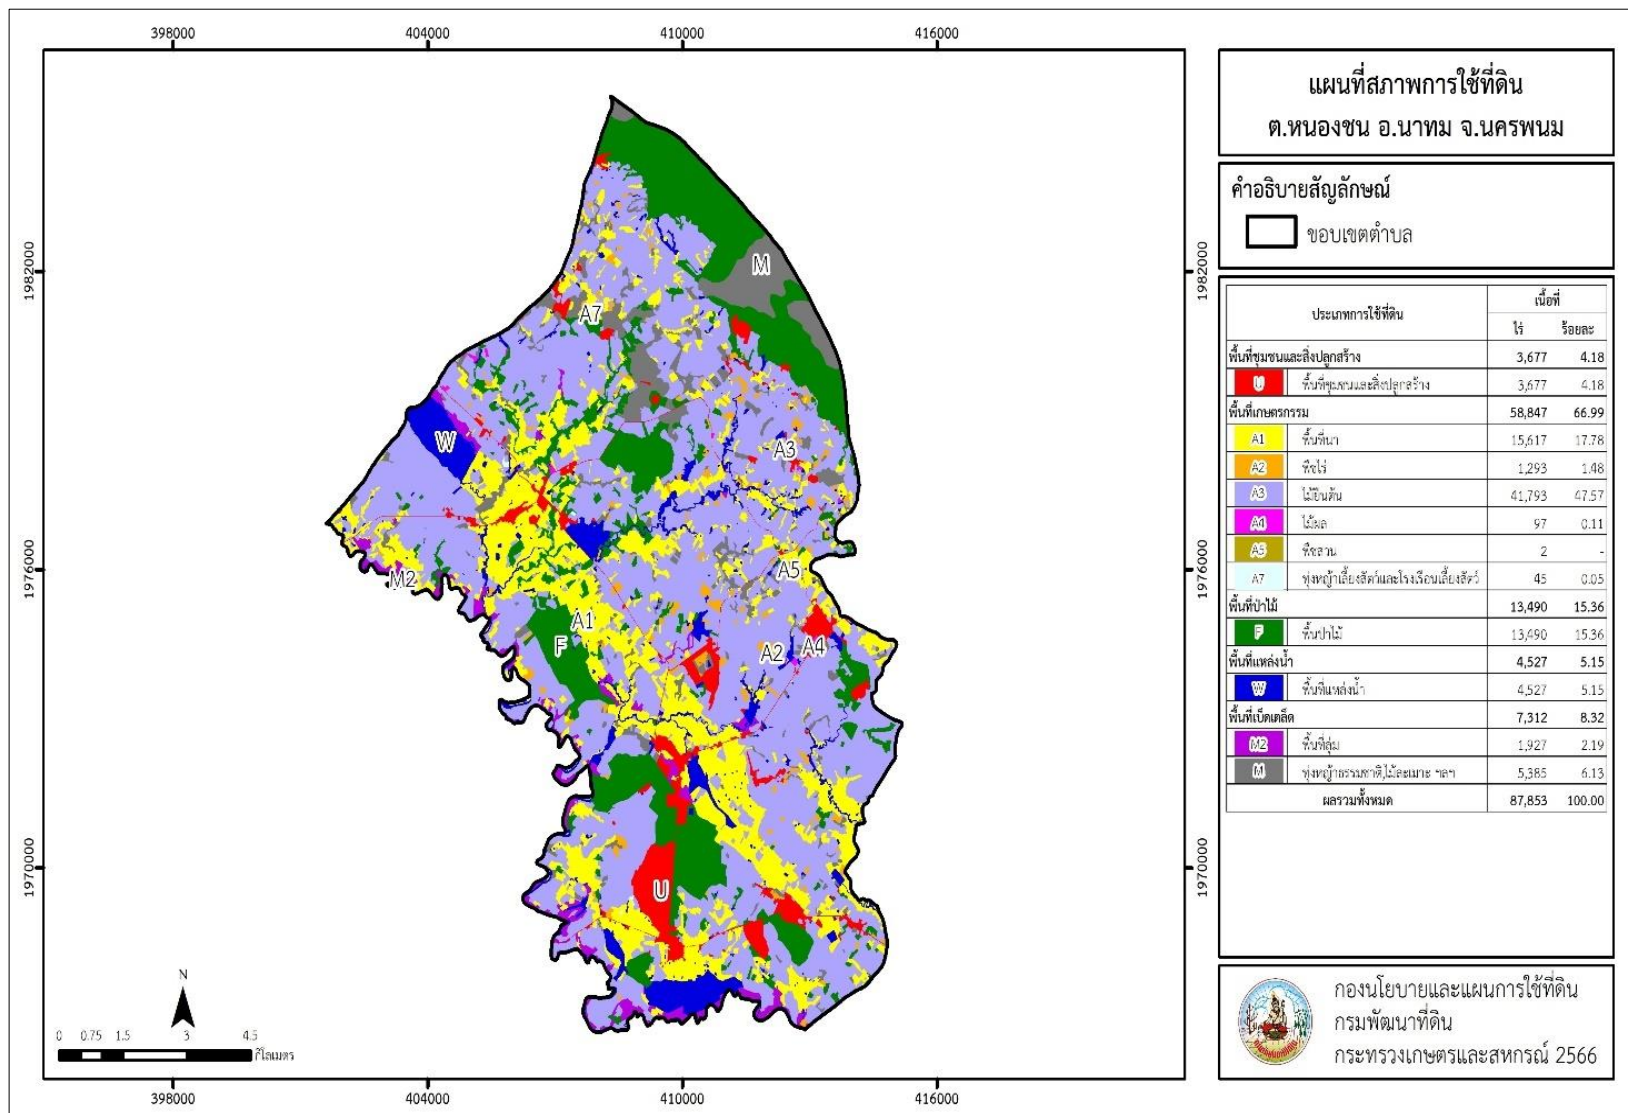 398000 404000 410000 416000
แผนที่สภาพการใช้ที่ดิน
ต.หนองซน อ.นาทม จ.นครพนม
คำอธิบายสัญลักษณ์
ขอบเขตตำบล
ประเภทการใช้ที่ดิน เนื้อที่
ไร่ ร้อยละ
พื้นที่ชุมชนและสิ่งปลูกสร้าง 3,677 4.18
U พื้นที่ชุมชนและสิ่งปลูกสร้าง 3,677 4.18
พื้นที่เกษตรกรรม 58,847 66.99
A1 พื้นที่นา 15,617 17.78
A2 พืชไร่ 1,293 1.48
A3 ไม้ยืนต้น 41,793 47.57
A4 ไม้ผล 97 0.11
A5 พืชสวน 2 -
A7 ทุ่งหญ้าเลี้ยงสัตว์และโรงเรือนเลี้ยงสัตว์ 45 0.05
พื้นที่ป่าไม้ 13,490 15.36
F พื้นป่าไม้ 13,490 15.36
พื้นที่แหล่งน้ำ 4,527 5.15
W พื้นที่แหล่งน้ำ 4,527 5.15
พื้นที่เบ็ดเตล็ด 7,312 8.32
M2 พื้นที่ลุ่ม 1,927 2.19
M ทุ่งหญ้าธรรมชาติ,ไม้ละเมาะ ฯลฯ 5,385 6.13
ผลรวมทั้งหมด 87,853 100.00
กองนโยบายและแผนการใช้ที่ดิน
กรมพัฒนาที่ดิน
กระทรวงเกษตรและสหกรณ์ 2566
1982000 1982000
1976000 1976000
1970000 1970000
M
A7
W
A3
A5
M2
A1
F
A2 A4
U
N
0 0.75 1.5 3 4.5
กิโลเมตร
398000 404000 410000 416000